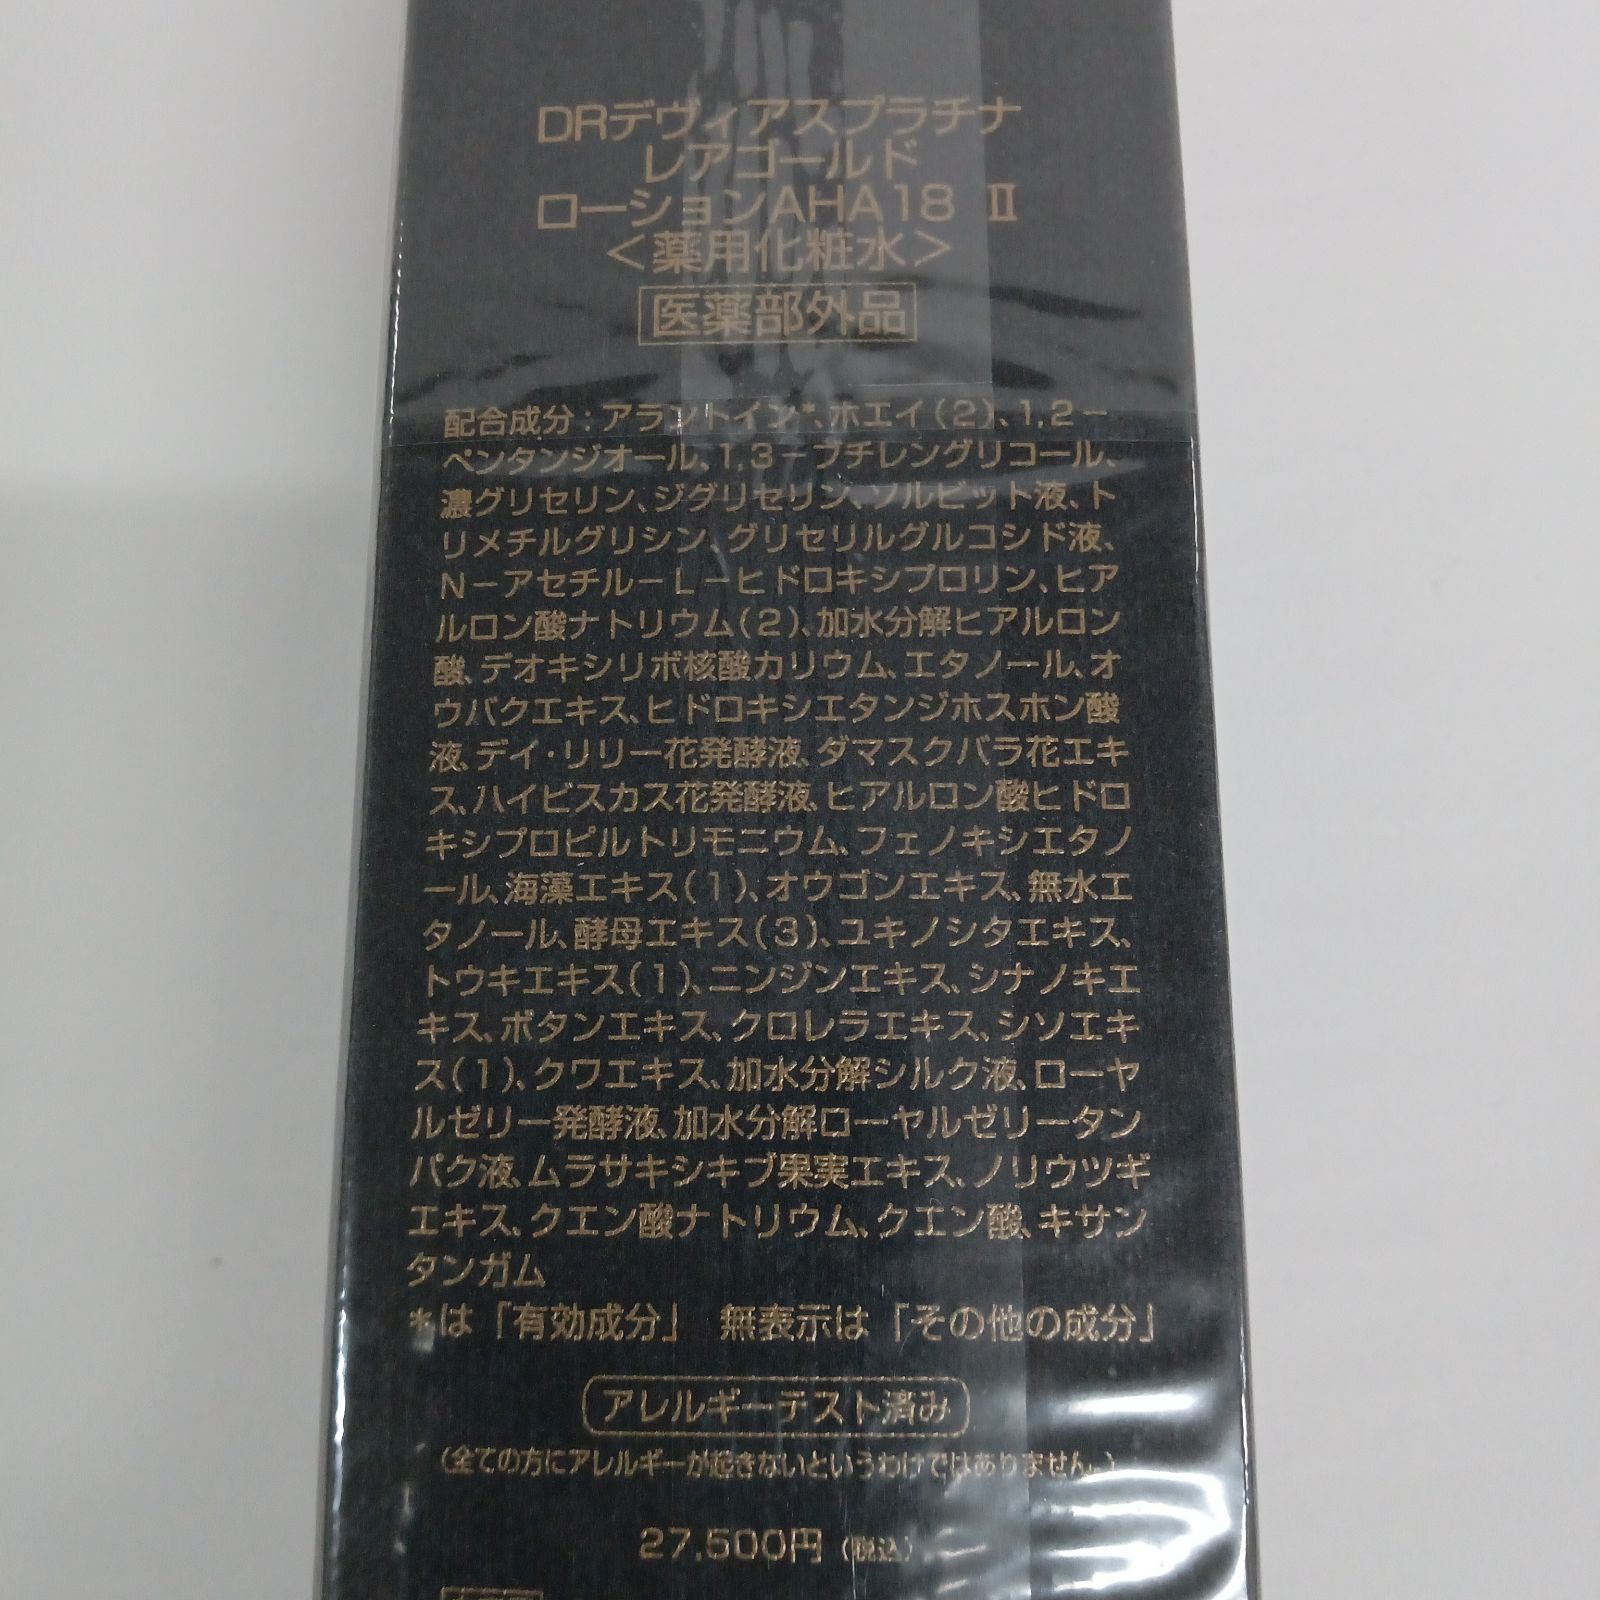 DRデヴィアスプラチナ
レアゴールド
ローションAHA18 Ⅱ
<薬用化粧水>
医薬部外品
配合成分:アラントイン*、ホエイ(2)、1,2-
ペンタンジオール、1,3-ブチレングリコール、
濃グリセリン、ジグリセリン、ソルビット液、ト
リメチルグリシン、グリセリルグルコシド液、
N-アセチル-L-ヒドロキシプロリン、ヒア
ルロン酸ナトリウム(2)、加水分解ヒアルロン
酸、デオキシリボ核酸カリウム、エタノール、オ
ウバクエキス、ヒドロキシエタンジホスホン酸
液、デイ・リリー花発酵液、ダマスクバラ花エキ
ス、ハイビスカス花発酵液、ヒアルロン酸ヒドロ
キシプロピルトリモニウム、フェノキシエタノ
ール、海藻エキス(1)、オウゴンエキス、無水エ
タノール、酵母エキス(3)、ユキノシタエキス、
トウキエキス(1)、ニンジンエキス、シナノキエ
キス、ボタンエキス、クロレラエキス、シソエキ
ス(1)、クワエキス、加水分解シルク液、ローヤ
ルゼリー発酵液、加水分解ローヤルゼリータン
パク液、ムラサキシキブ果実エキス、ノリウツギ
エキス、クエン酸ナトリウム、クエン酸、キサン
タンガム
*は「有効成分」 無表示は「その他の成分」
アレルギーテスト済み
(全ての方にアレルギーが起きないというわけではありません。)
27,500円(税込)